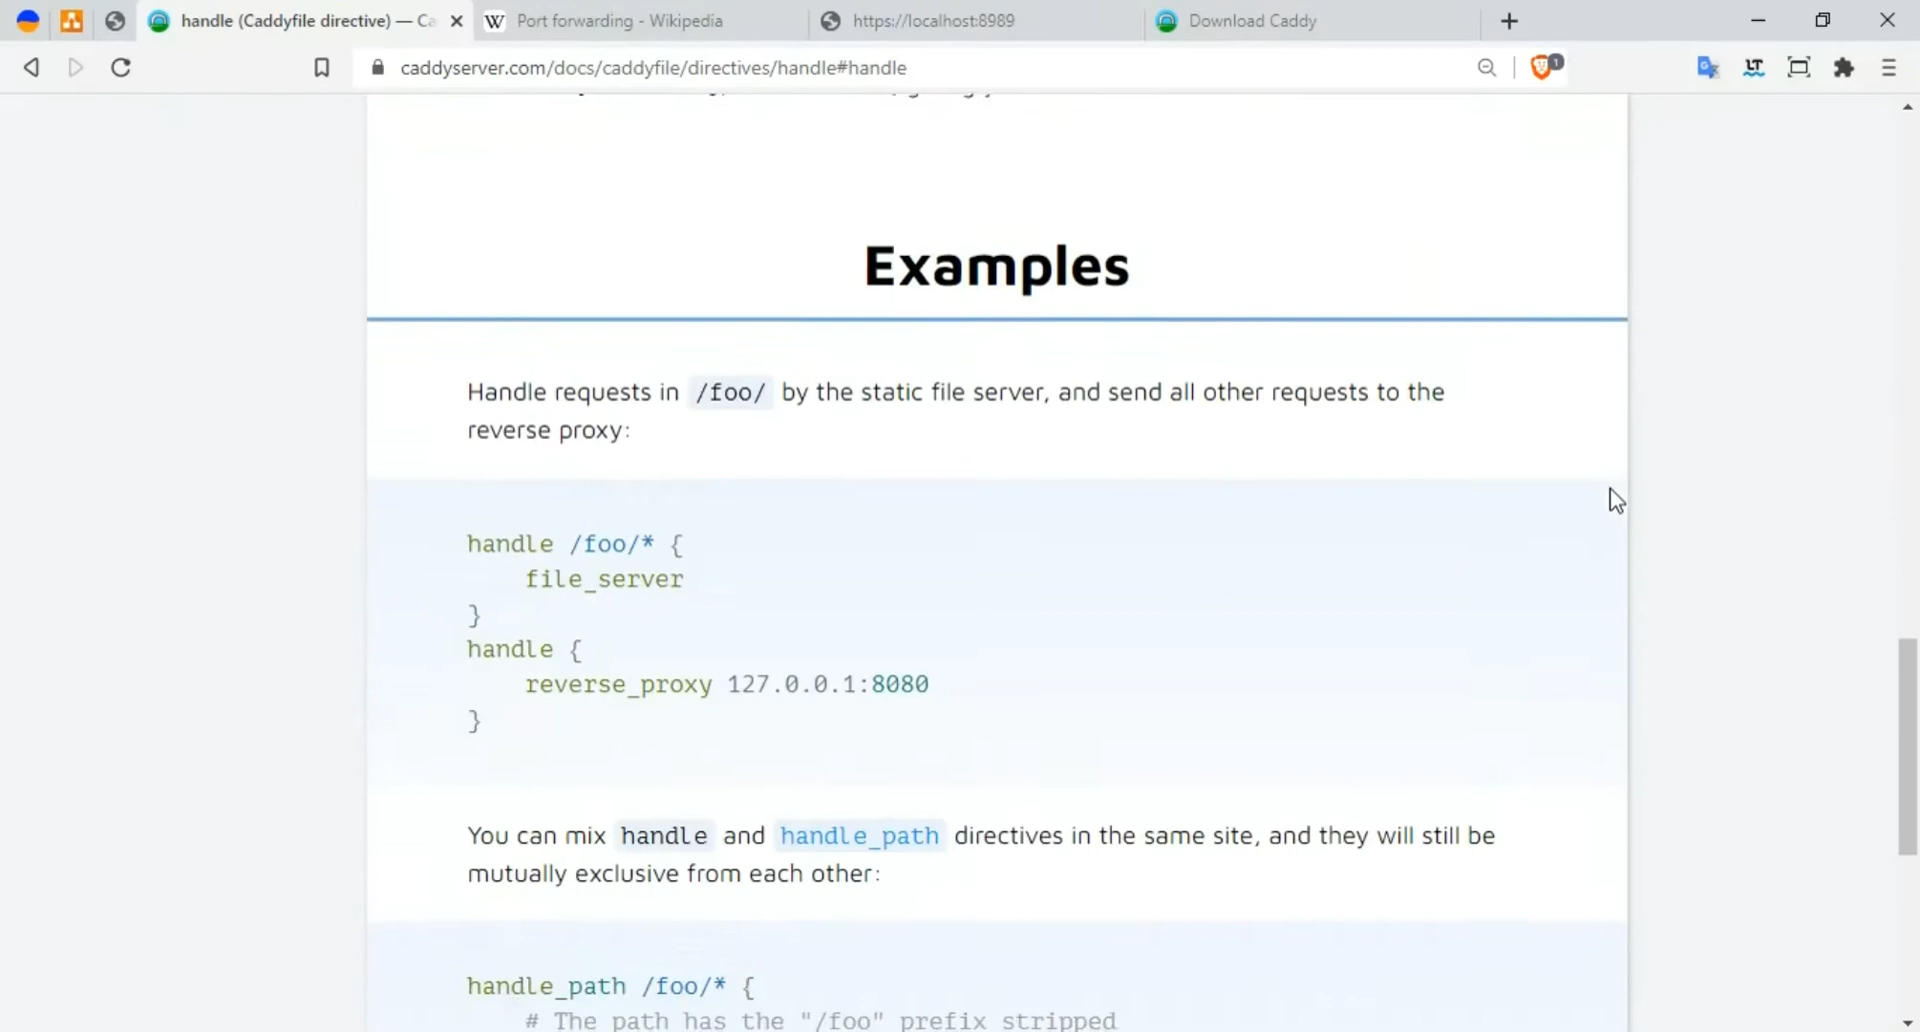 handle (Caddyfile directive) — Ca
Port forwarding - Wikipedia
https://localhost:8989
Download Caddy
caddyserver.com/docs/caddyfile/directives/handle#handle
1
Examples
Handle requests in /foo/ by the static file server, and send all other requests to the
reverse proxy:
handle /foo/* {
    file_server
}
handle {
    reverse_proxy 127.0.0.1:8080
}
You can mix handle and handle_path directives in the same site, and they will still be
mutually exclusive from each other:
handle_path /foo/* {
    # The path has the "/foo" prefix stripped